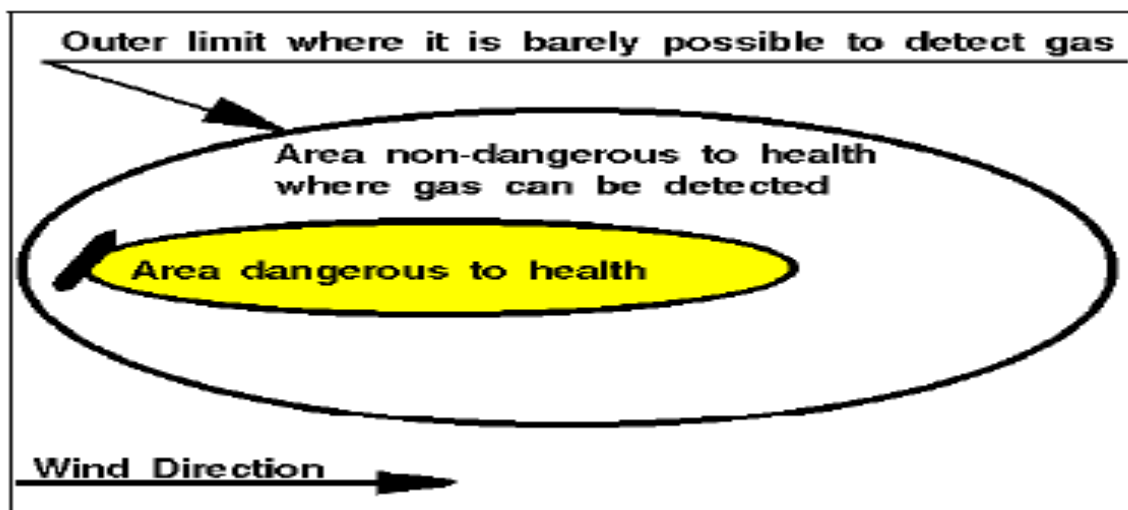 Outer limit where it is barely possible to detect gas
Area non-dangerous to health
where gas can be detected
Area dangerous to health
Wind Direction